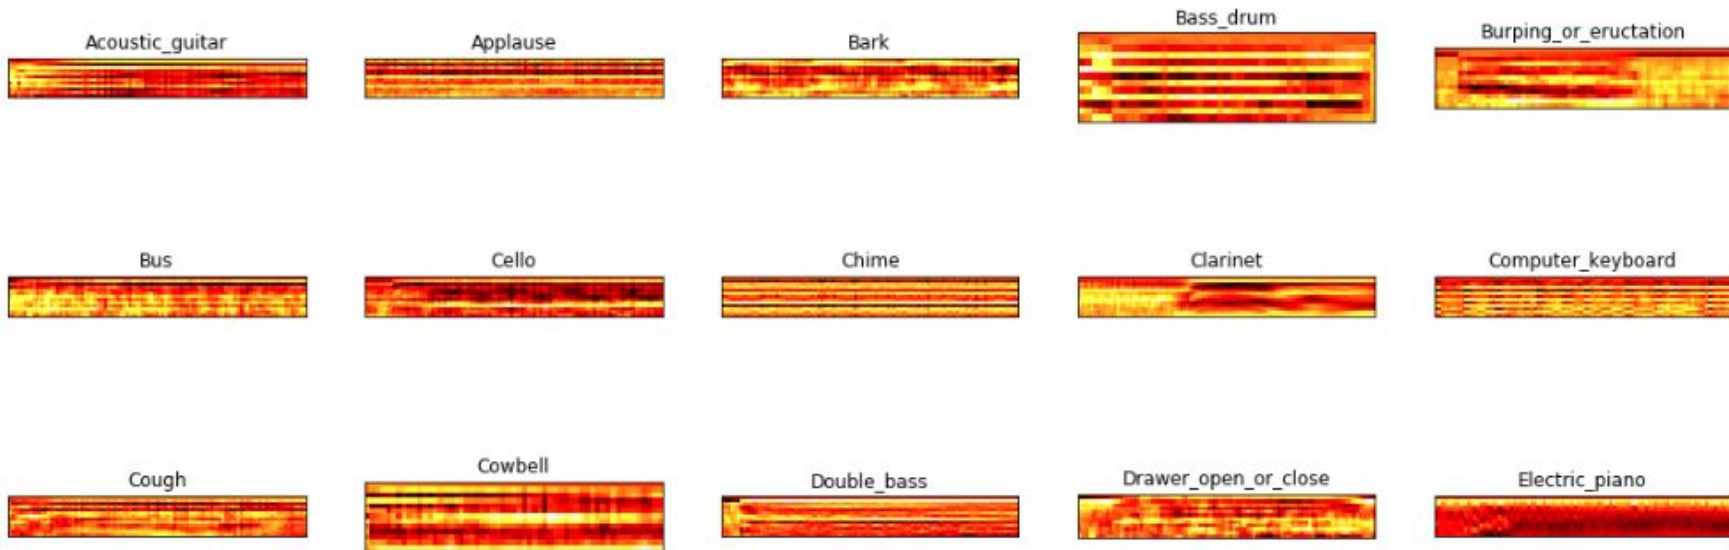 Acoustic_guitar
Applause
Bark
Bass_drum
Burping_or_eructation
Bus
Cello
Chime
Clarinet
Computer_keyboard
Cough
Cowbell
Double_bass
Drawer_open_or_close
Electric_piano